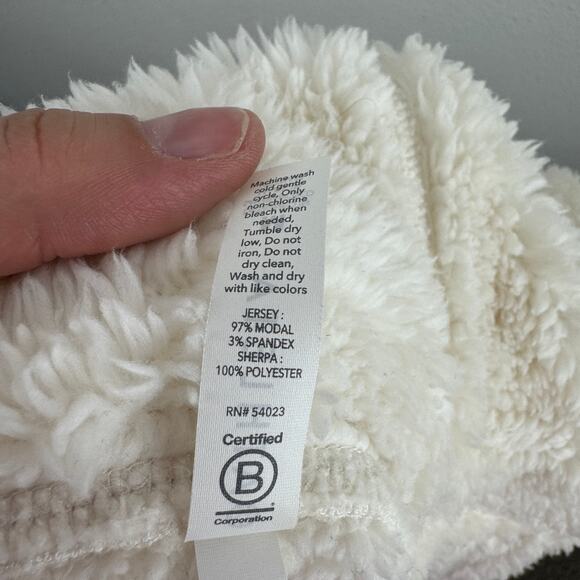 Machine wash
cold gentle
cycle, Only
non-chlorine
bleach when
needed,
Tumble dry
low, Do not
iron, Do not
dry clean,
Wash and dry
with like colors
JERSEY :
97% MODAL
3% SPANDEX
SHERPA :
100% POLYESTER
RN# 54023
Certified
B
Corporation